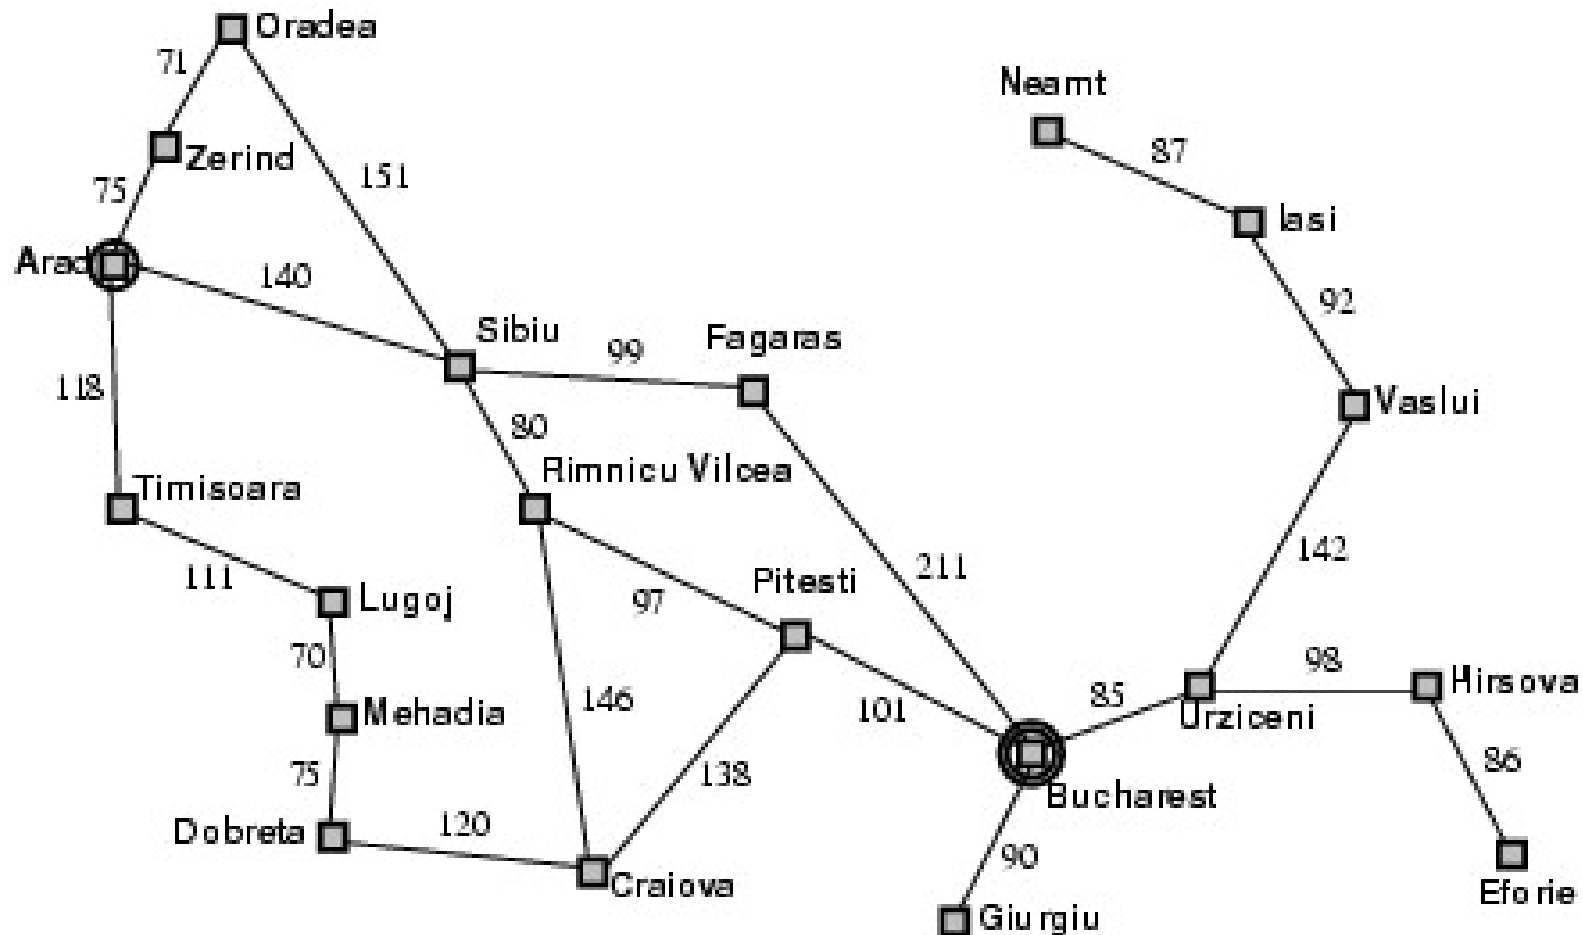 Oradea
71
Neamt
87
Zerind
151
75
Iasi
Arad
140
92
Sibiu
Fagaras
99
118
Vaslui
80
Rimnicu Vilcea
Timisoara
142
211
Pitesti
111
Lugoj
97
70
98
Hirsova
85
Urziceni
146
101
Mehadia
86
75
138
Bucharest
Dobreta
120
90
Craiova
Eforie
Giurgiu